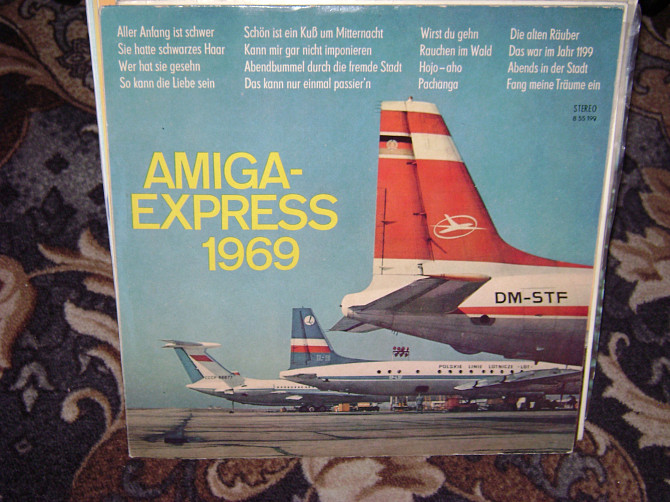 Aller Anfang ist schwer
Sie hatte schwarzes Haar
Wer hat sie gesehn
So kann die Liebe sein
Schön ist ein Kuß um Mitternacht
Kann mir gar nicht imponieren
Abendbummel durch die fremde Stadt
Das kann nur einmal passier'n
Wirst du gehn
Rauchen im Wald
Hojo-aho
Pachanga
Die alten Räuber
Das war im Jahr 1199
Abends in der Stadt
Fang meine Träume ein
STEREO
8 55 199
AMIGA-
EXPRESS
1969
DM-STF
POLSKIE LINIE LOTNICZE LOT